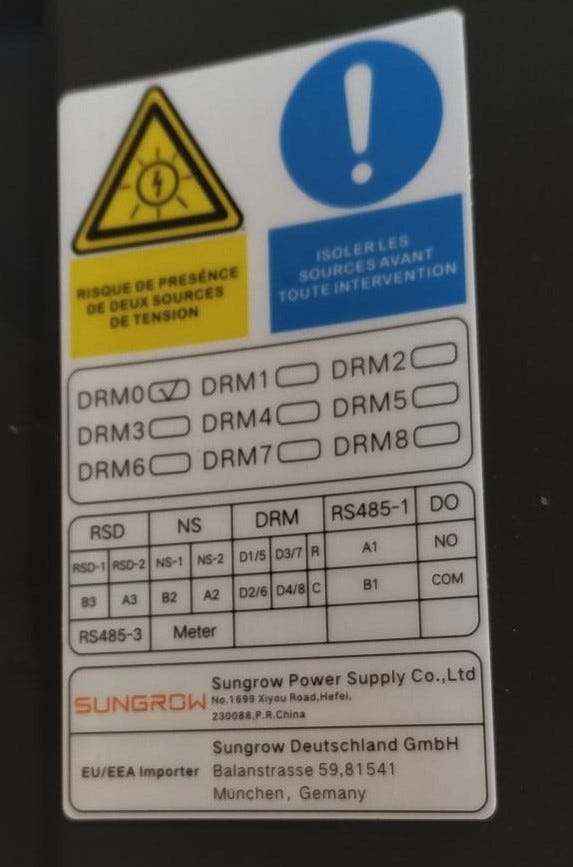 RISQUE DE PRESÉNCE
DE DEUX SOURCES
DE TENSION
ISOLER LES
SOURCES AVANT
TOUTE INTERVENTION
DRM0 DRM1 DRM2
DRM3 DRM4 DRM5
DRM6 DRM7 DRM8
RSD NS DRM RS485-1 DO
RSD-1 RSD-2 NS-1 NS-2 D1/5 D3/7 R A1 NO
B3 A3 B2 A2 D2/6 D4/8 C B1 COM
RS485-3 Meter
SUNGROW
Sungrow Power Supply Co.,Ltd
No.1699 Xiyou Road,Hefei,
230088,P.R.China
EU/EEA Importer
Sungrow Deutschland GmbH
Balanstrasse 59,81541
München, Gemany